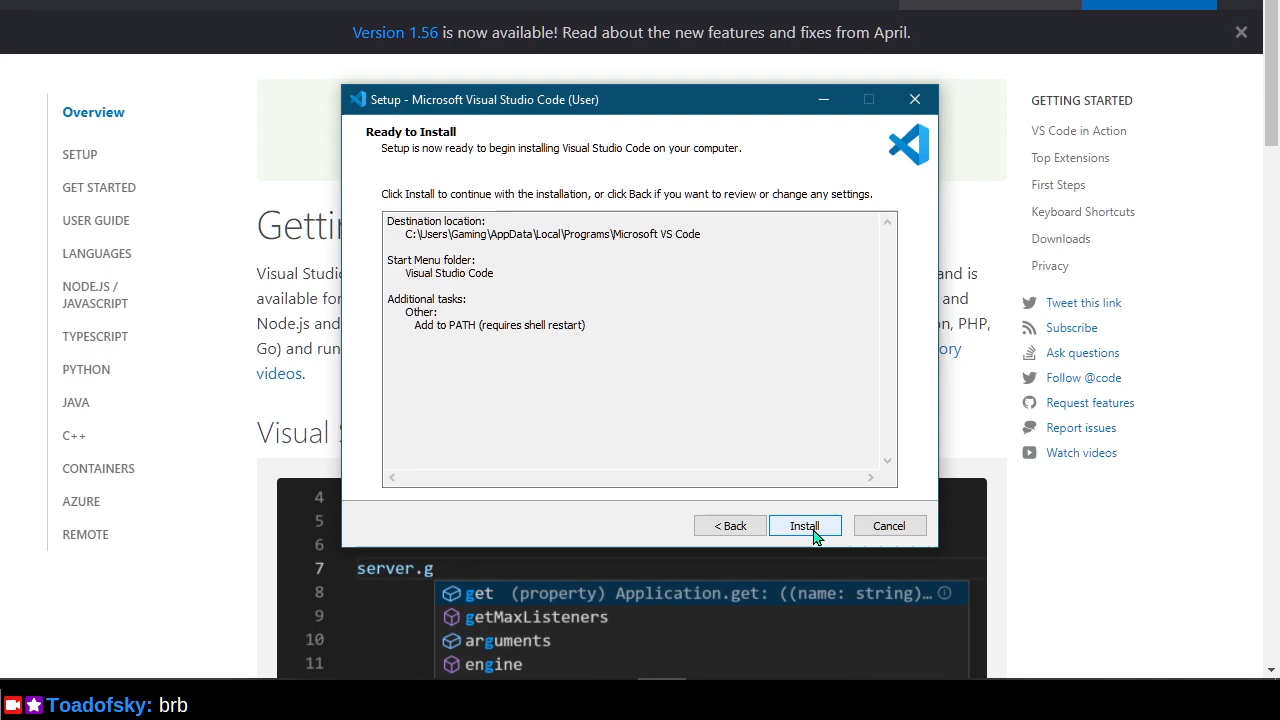 Version 1.56 is now available! Read about the new features and fixes from April.
Overview
SETUP
GET STARTED
USER GUIDE
LANGUAGES
NODE.JS /
JAVASCRIPT
TYPESCRIPT
PYTHON
JAVA
C++
CONTAINERS
AZURE
REMOTE
Setup - Microsoft Visual Studio Code (User)
Ready to Install
Setup is now ready to begin installing Visual Studio Code on your computer.
Click Install to continue with the installation, or click Back if you want to review or change any settings.
Destination location:
C:\Users\Gaming\AppData\Local\Programs\Microsoft VS Code
Start Menu folder:
Visual Studio Code
Additional tasks:
Other:
Add to PATH (requires shell restart)
< Back
Install
Cancel
Getti
Visual Studi
and is
available for
and
Node.js and
n, PHP,
Go) and run
ory
videos.
Visual
4
5
6
7 server.g
8 get (property) Application.get: ((name: string)…
9 getMaxListeners
10 arguments
11 engine
GETTING STARTED
VS Code in Action
Top Extensions
First Steps
Keyboard Shortcuts
Downloads
Privacy
Tweet this link
Subscribe
Ask questions
Follow @code
Request features
Report issues
Watch videos
Toadofsky: brb